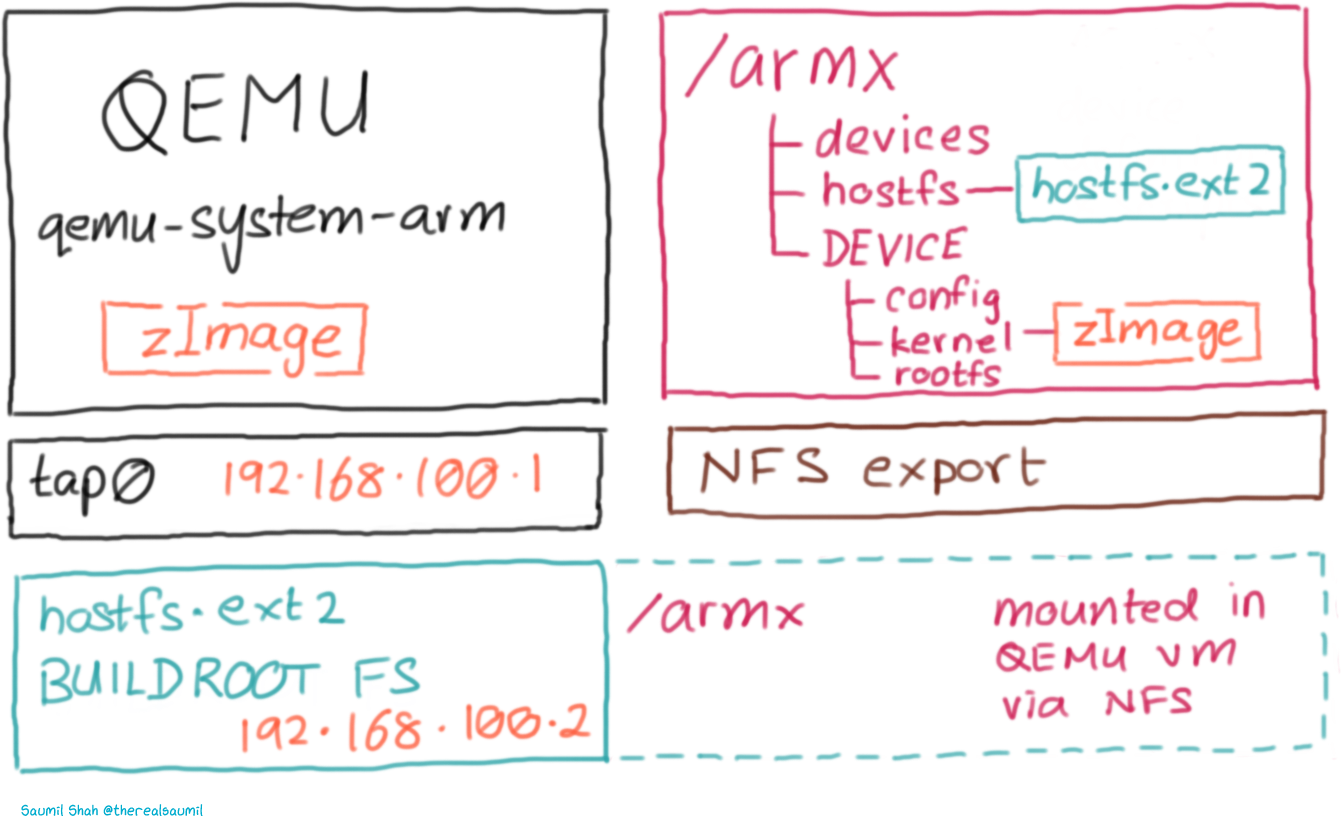 QEMU
qemu-system-arm
zImage
/armx
devices
hostfs
hostfs.ext2
DEVICE
config
kernel
zImage
rootfs
tap0 192.168.100.1
NFS export
hostfs.ext2
BUILDROOT FS
192.168.100.2
/armx
mounted in
QEMU VM
via NFS
Saumil Shah @therealsaumil